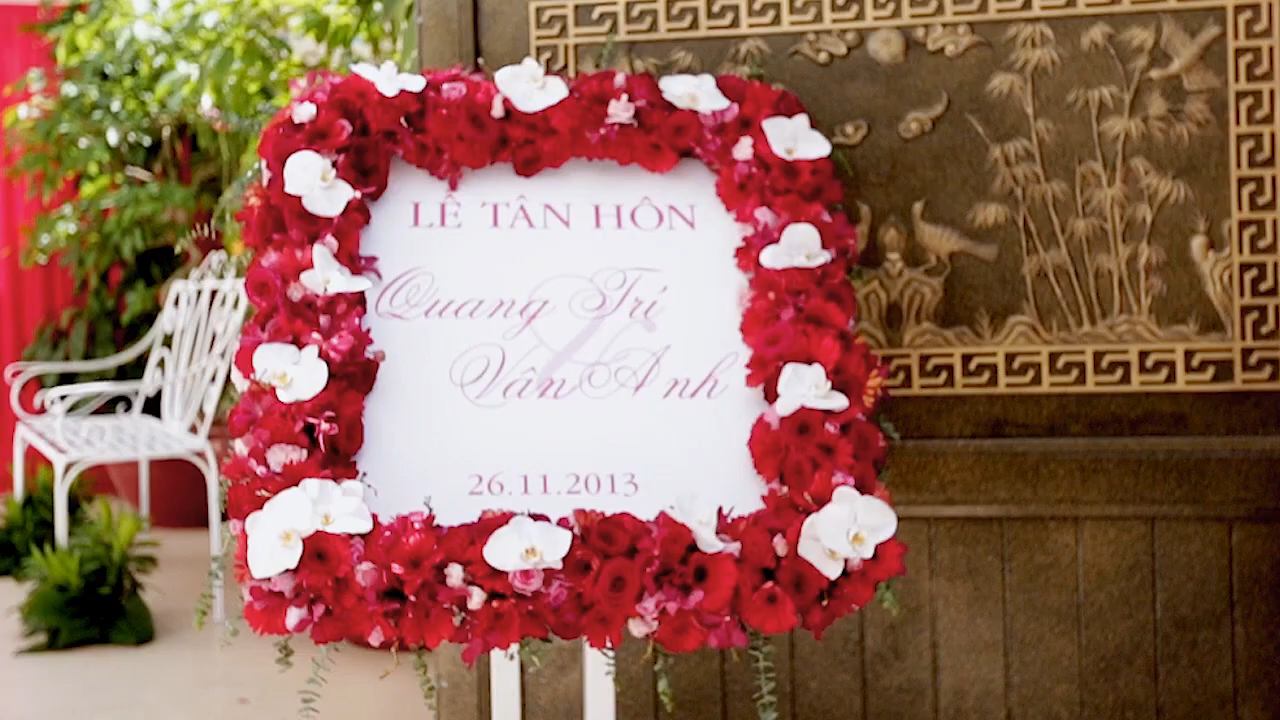 LỄ TÂN HÔN
Quang Trí
&
Vân Anh
26.11.2013